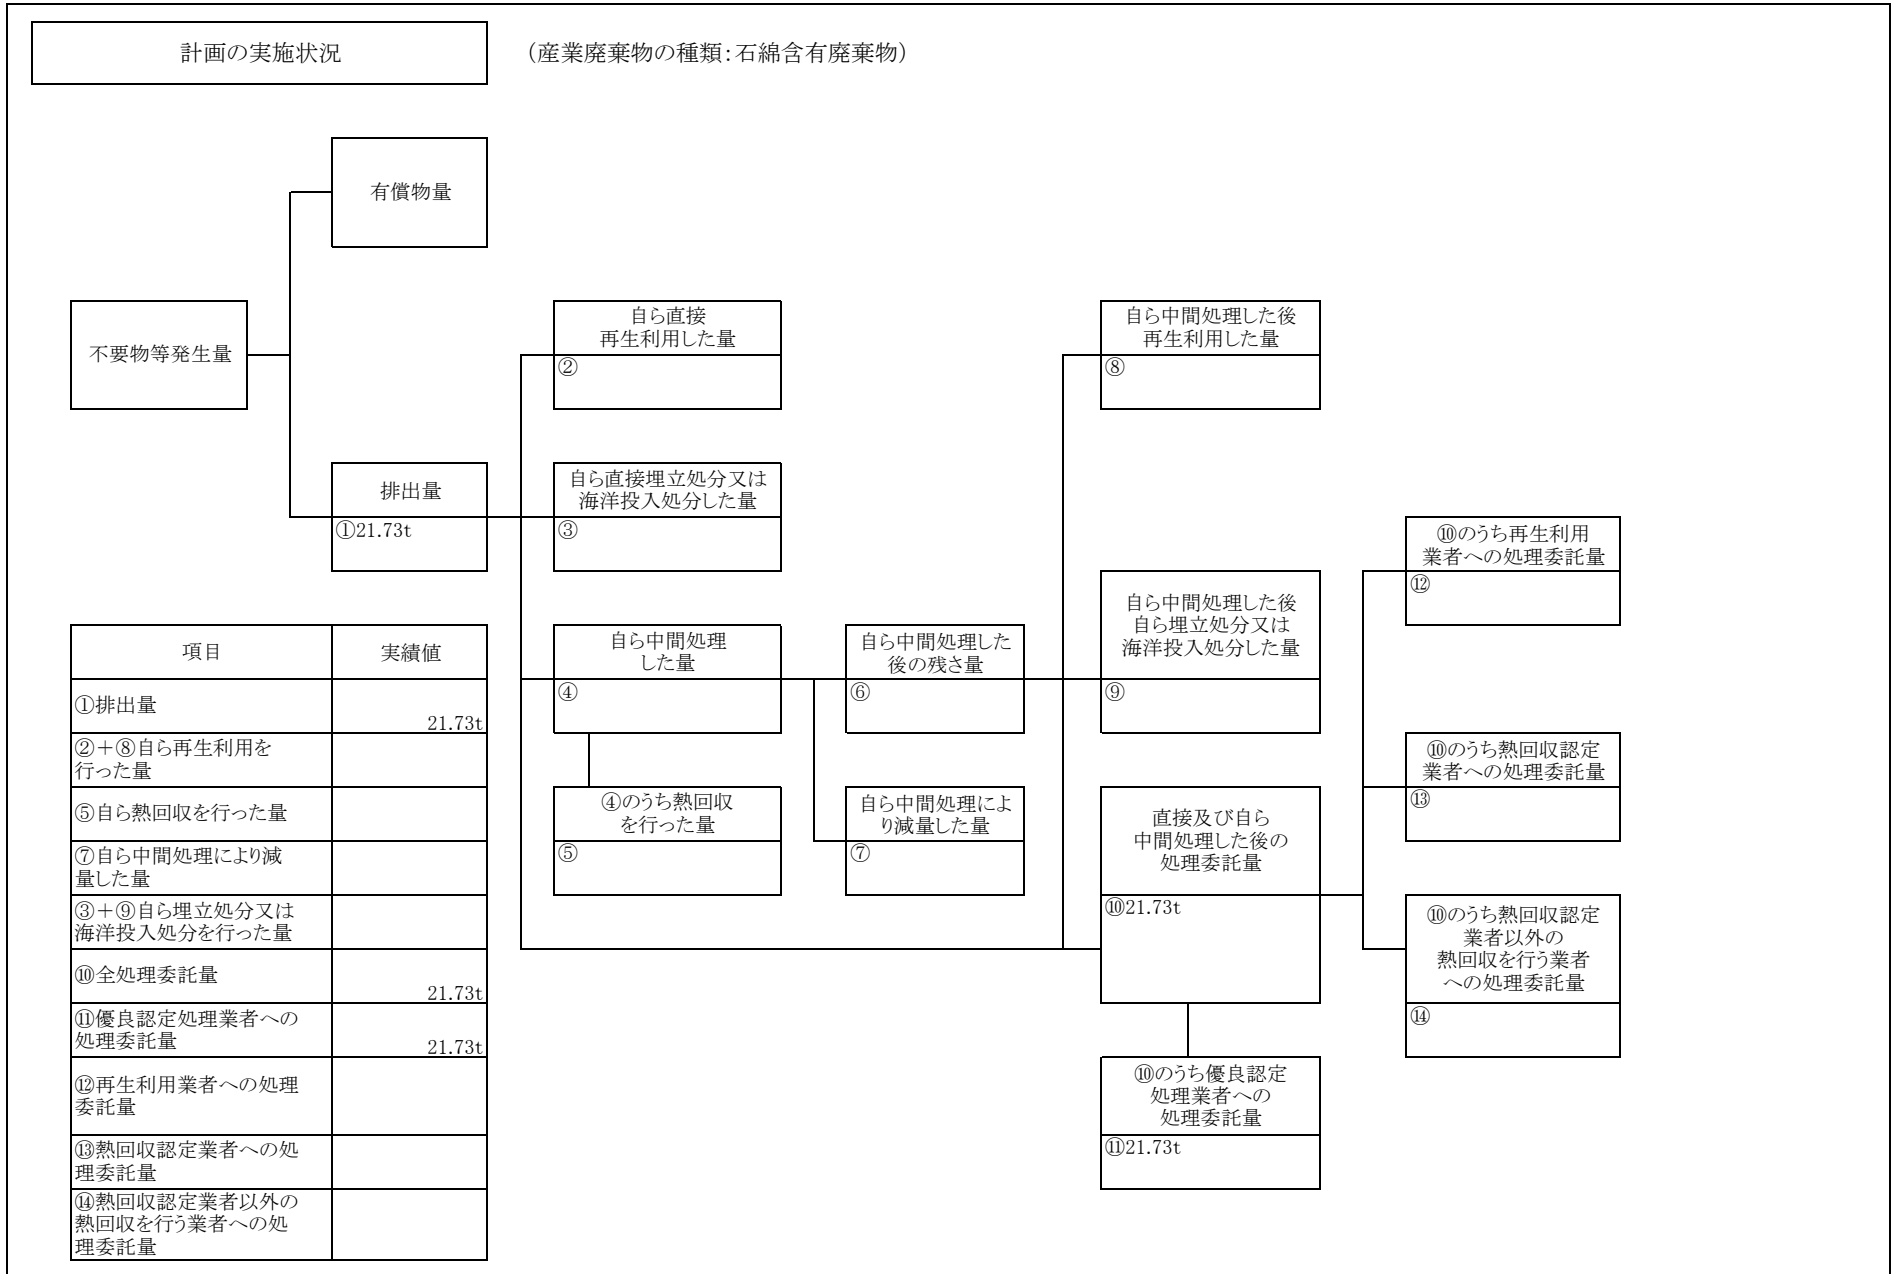 計画の実施状況
（産業廃棄物の種類：石綿含有廃棄物）
有償物量
不要物等発生量
排出量
①21.73t
自ら直接
再生利用した量
②
自ら直接埋立処分又は
海洋投入処分した量
③
自ら中間処理
した量
④
④のうち熱回収
を行った量
⑤
自ら中間処理した
後の残さ量
⑥
自ら中間処理によ
り減量した量
⑦
自ら中間処理した後
再生利用した量
⑧
自ら中間処理した後
自ら埋立処分又は
海洋投入処分した量
⑨
直接及び自ら
中間処理した後の
処理委託量
⑩21.73t
⑩のうち優良認定
処理業者への
処理委託量
⑪21.73t
⑩のうち再生利用
業者への処理委託量
⑫
⑩のうち熱回収認定
業者への処理委託量
⑬
⑩のうち熱回収認定
業者以外の
熱回収を行う業者
への処理委託量
⑭
項目
実績値
①排出量
21.73t
②＋⑧自ら再生利用を
行った量
⑤自ら熱回収を行った量
⑦自ら中間処理により減
量した量
③＋⑨自ら埋立処分又は
海洋投入処分を行った量
⑩全処理委託量
21.73t
⑪優良認定処理業者への
処理委託量
21.73t
⑫再生利用業者への処理
委託量
⑬熱回収認定業者への処
理委託量
⑭熱回収認定業者以外の
熱回収を行う業者への処
理委託量